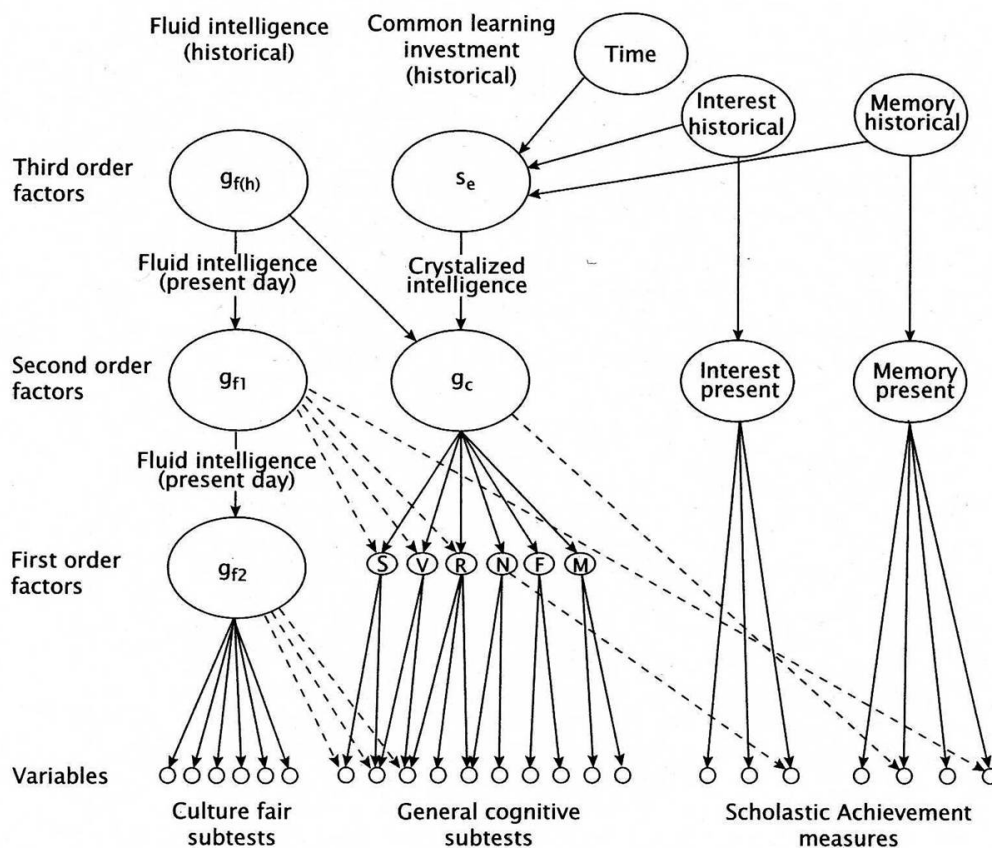 Fluid intelligence
(historical)
Common learning
investment
(historical)
Time
Interest
historical
Memory
historical
Third order
factors
gf(h)
se
Fluid intelligence
(present day)
Crystalized
intelligence
Second order
factors
gf1
gc
Interest
present
Memory
present
Fluid intelligence
(present day)
First order
factors
gf2
S V R N F M
Variables
Culture fair
subtests
General cognitive
subtests
Scholastic Achievement
measures